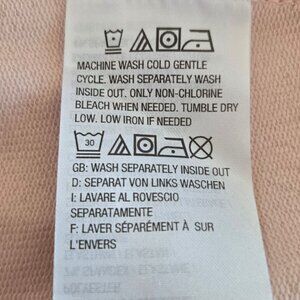 MACHINE WASH COLD GENTLE
CYCLE. WASH SEPARATELY WASH
INSIDE OUT. ONLY NON-CHLORINE
BLEACH WHEN NEEDED. TUMBLE DRY
LOW. LOW IRON IF NEEDED
30
GB: WASH SEPARATELY INSIDE OUT
D: SEPARAT VON LINKS WASCHEN
I: LAVARE AL ROVESCIO
SEPARATAMENTE
F: LAVER SÉPARÉMENT À SUR
L'ENVERS